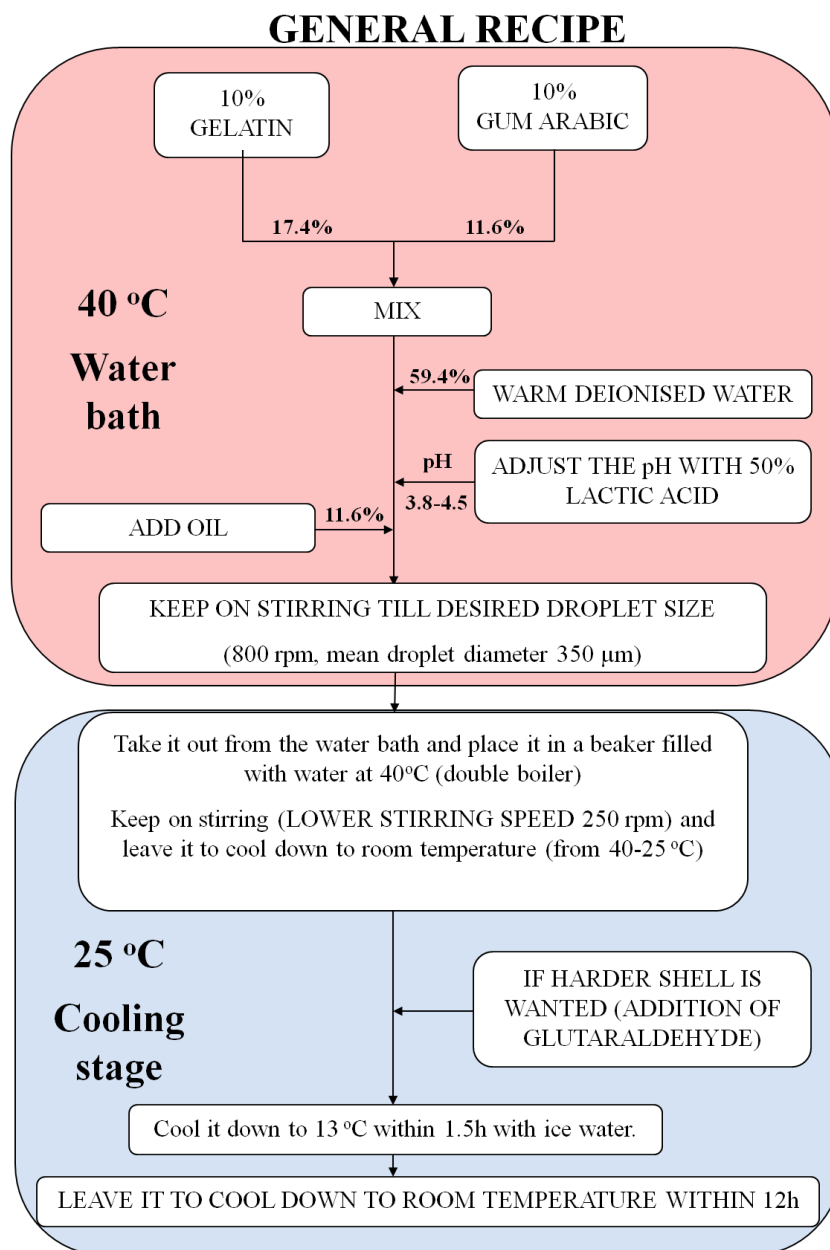 GENERAL RECIPE
10%
GELATIN
10%
GUM ARABIC
17.4%
11.6%
40 ºC
Water
bath
MIX
59.4%
WARM DEIONISED WATER
pH
3.8-4.5
ADJUST THE pH WITH 50%
LACTIC ACID
ADD OIL
11.6%
KEEP ON STIRRING TILL DESIRED DROPLET SIZE
(800 rpm, mean droplet diameter 350 μm)
Take it out from the water bath and place it in a beaker filled
with water at 40ºC (double boiler)
Keep on stirring (LOWER STIRRING SPEED 250 rpm) and
leave it to cool down to room temperature (from 40-25 ºC)
25 ºC
Cooling
stage
IF HARDER SHELL IS
WANTED (ADDITION OF
GLUTARALDEHYDE)
Cool it down to 13 ºC within 1.5h with ice water.
LEAVE IT TO COOL DOWN TO ROOM TEMPERATURE WITHIN 12h